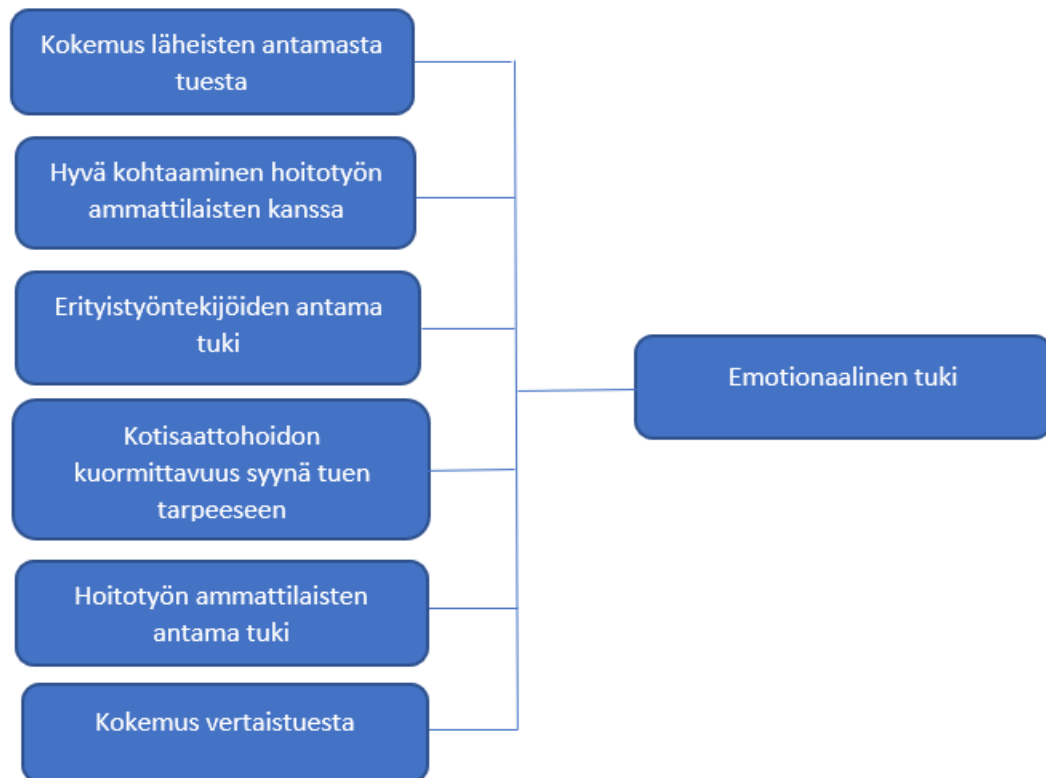 Kokemus läheisten antamasta
tuesta
Hyvä kohtaaminen hoitotyön
ammattilaisten kanssa
Erityistyöntekijöiden antama
tuki
Kotisaattohoidon
kuormittavuus syynä tuen
tarpeeseen
Hoitotyön ammattilaisten
antama tuki
Kokemus vertaistuesta
Emotionaalinen tuki